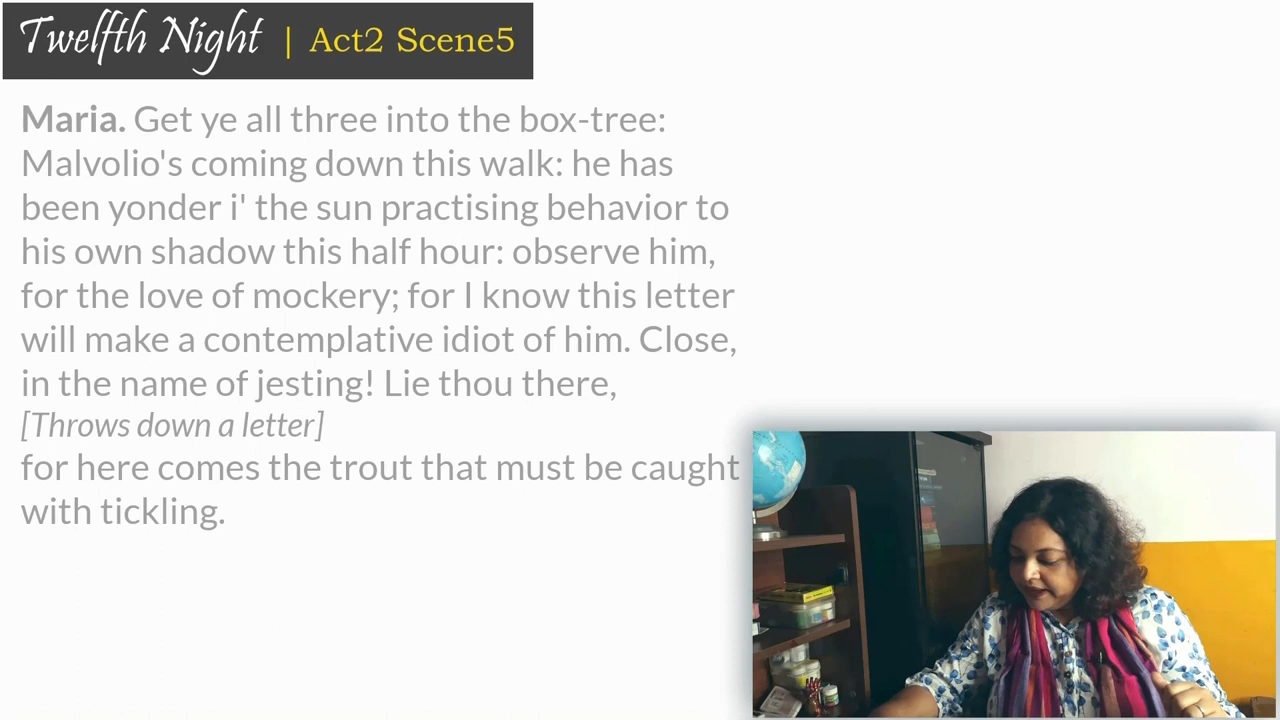 Twelfth Night | Act2 Scene5
Maria. Get ye all three into the box-tree:
Malvolio's coming down this walk: he has
been yonder i' the sun practising behavior to
his own shadow this half hour: observe him,
for the love of mockery; for I know this letter
will make a contemplative idiot of him. Close,
in the name of jesting! Lie thou there,
[Throws down a letter]
for here comes the trout that must be caught
with tickling.